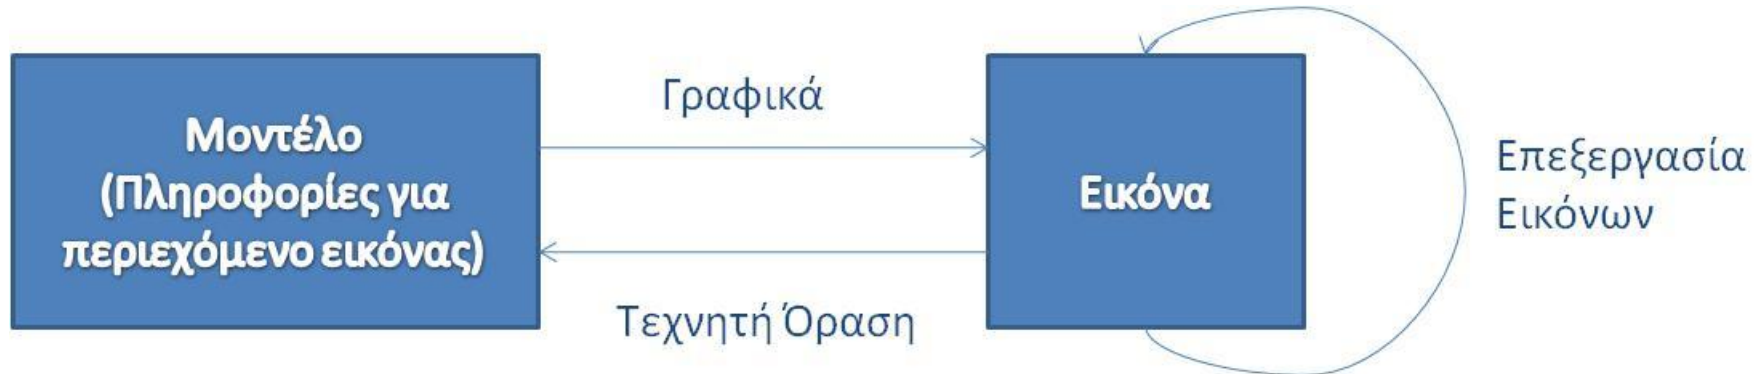 Μοντέλο
(Πληροφορίες για
περιεχόμενο εικόνας)
Γραφικά
Τεχνητή Όραση
Εικόνα
Επεξεργασία
Εικόνων